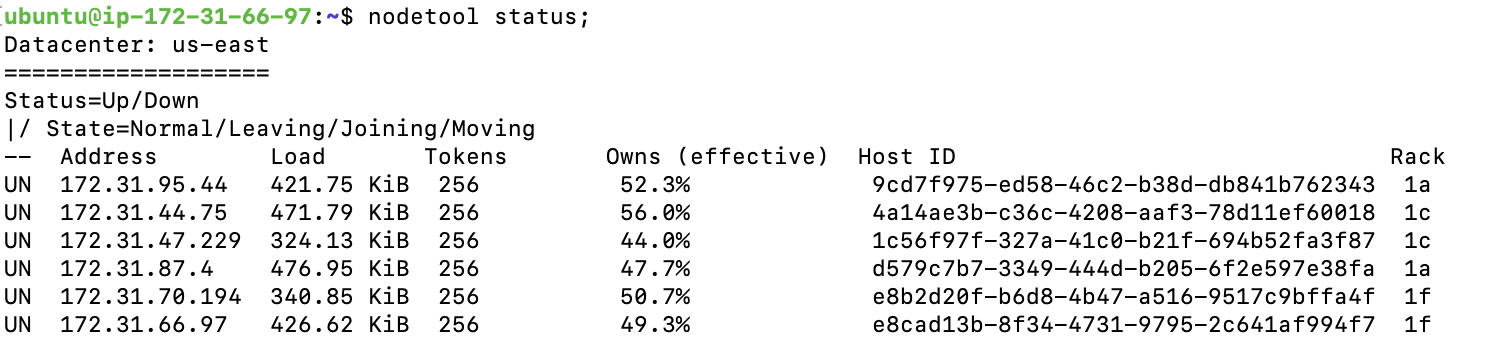 [ubuntu@ip-172-31-66-97:~$ nodetool status;
Datacenter: us-east
===================
Status=Up/Down
|/ State=Normal/Leaving/Joining/Moving
--  Address        Load       Tokens       Owns (effective)  Host ID                               Rack
UN  172.31.95.44   421.75 KiB  256          52.3%             9cd7f975-ed58-46c2-b38d-db841b762343  1a
UN  172.31.44.75   471.79 KiB  256          56.0%             4a14ae3b-c36c-4208-aaf3-78d11ef60018  1c
UN  172.31.47.229  324.13 KiB  256          44.0%             1c56f97f-327a-41c0-b21f-694b52fa3f87  1c
UN  172.31.87.4    476.95 KiB  256          47.7%             d579c7b7-3349-444d-b205-6f2e597e38fa  1a
UN  172.31.70.194  340.85 KiB  256          50.7%             e8b2d20f-b6d8-4b47-a516-9517c9bffa4f  1f
UN  172.31.66.97   426.62 KiB  256          49.3%             e8cad13b-8f34-4731-9795-2c641af994f7  1f